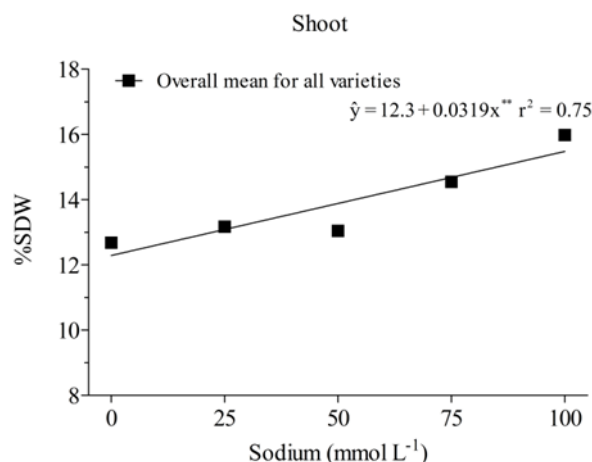 Shoot
18
16
14
12
10
8
%SDW
Overall mean for all varieties
ŷ = 12.3 + 0.0319x** r² = 0.75
0 25 50 75 100
Sodium (mmol L⁻¹)